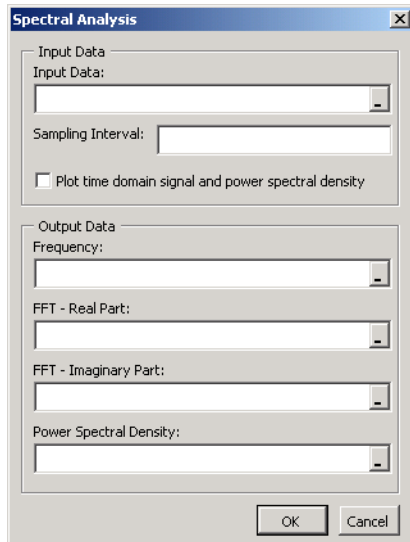 Spectral Analysis
Input Data
Input Data:
Sampling Interval:
Plot time domain signal and power spectral density
Output Data
Frequency:
FFT - Real Part:
FFT - Imaginary Part:
Power Spectral Density:
OK Cancel